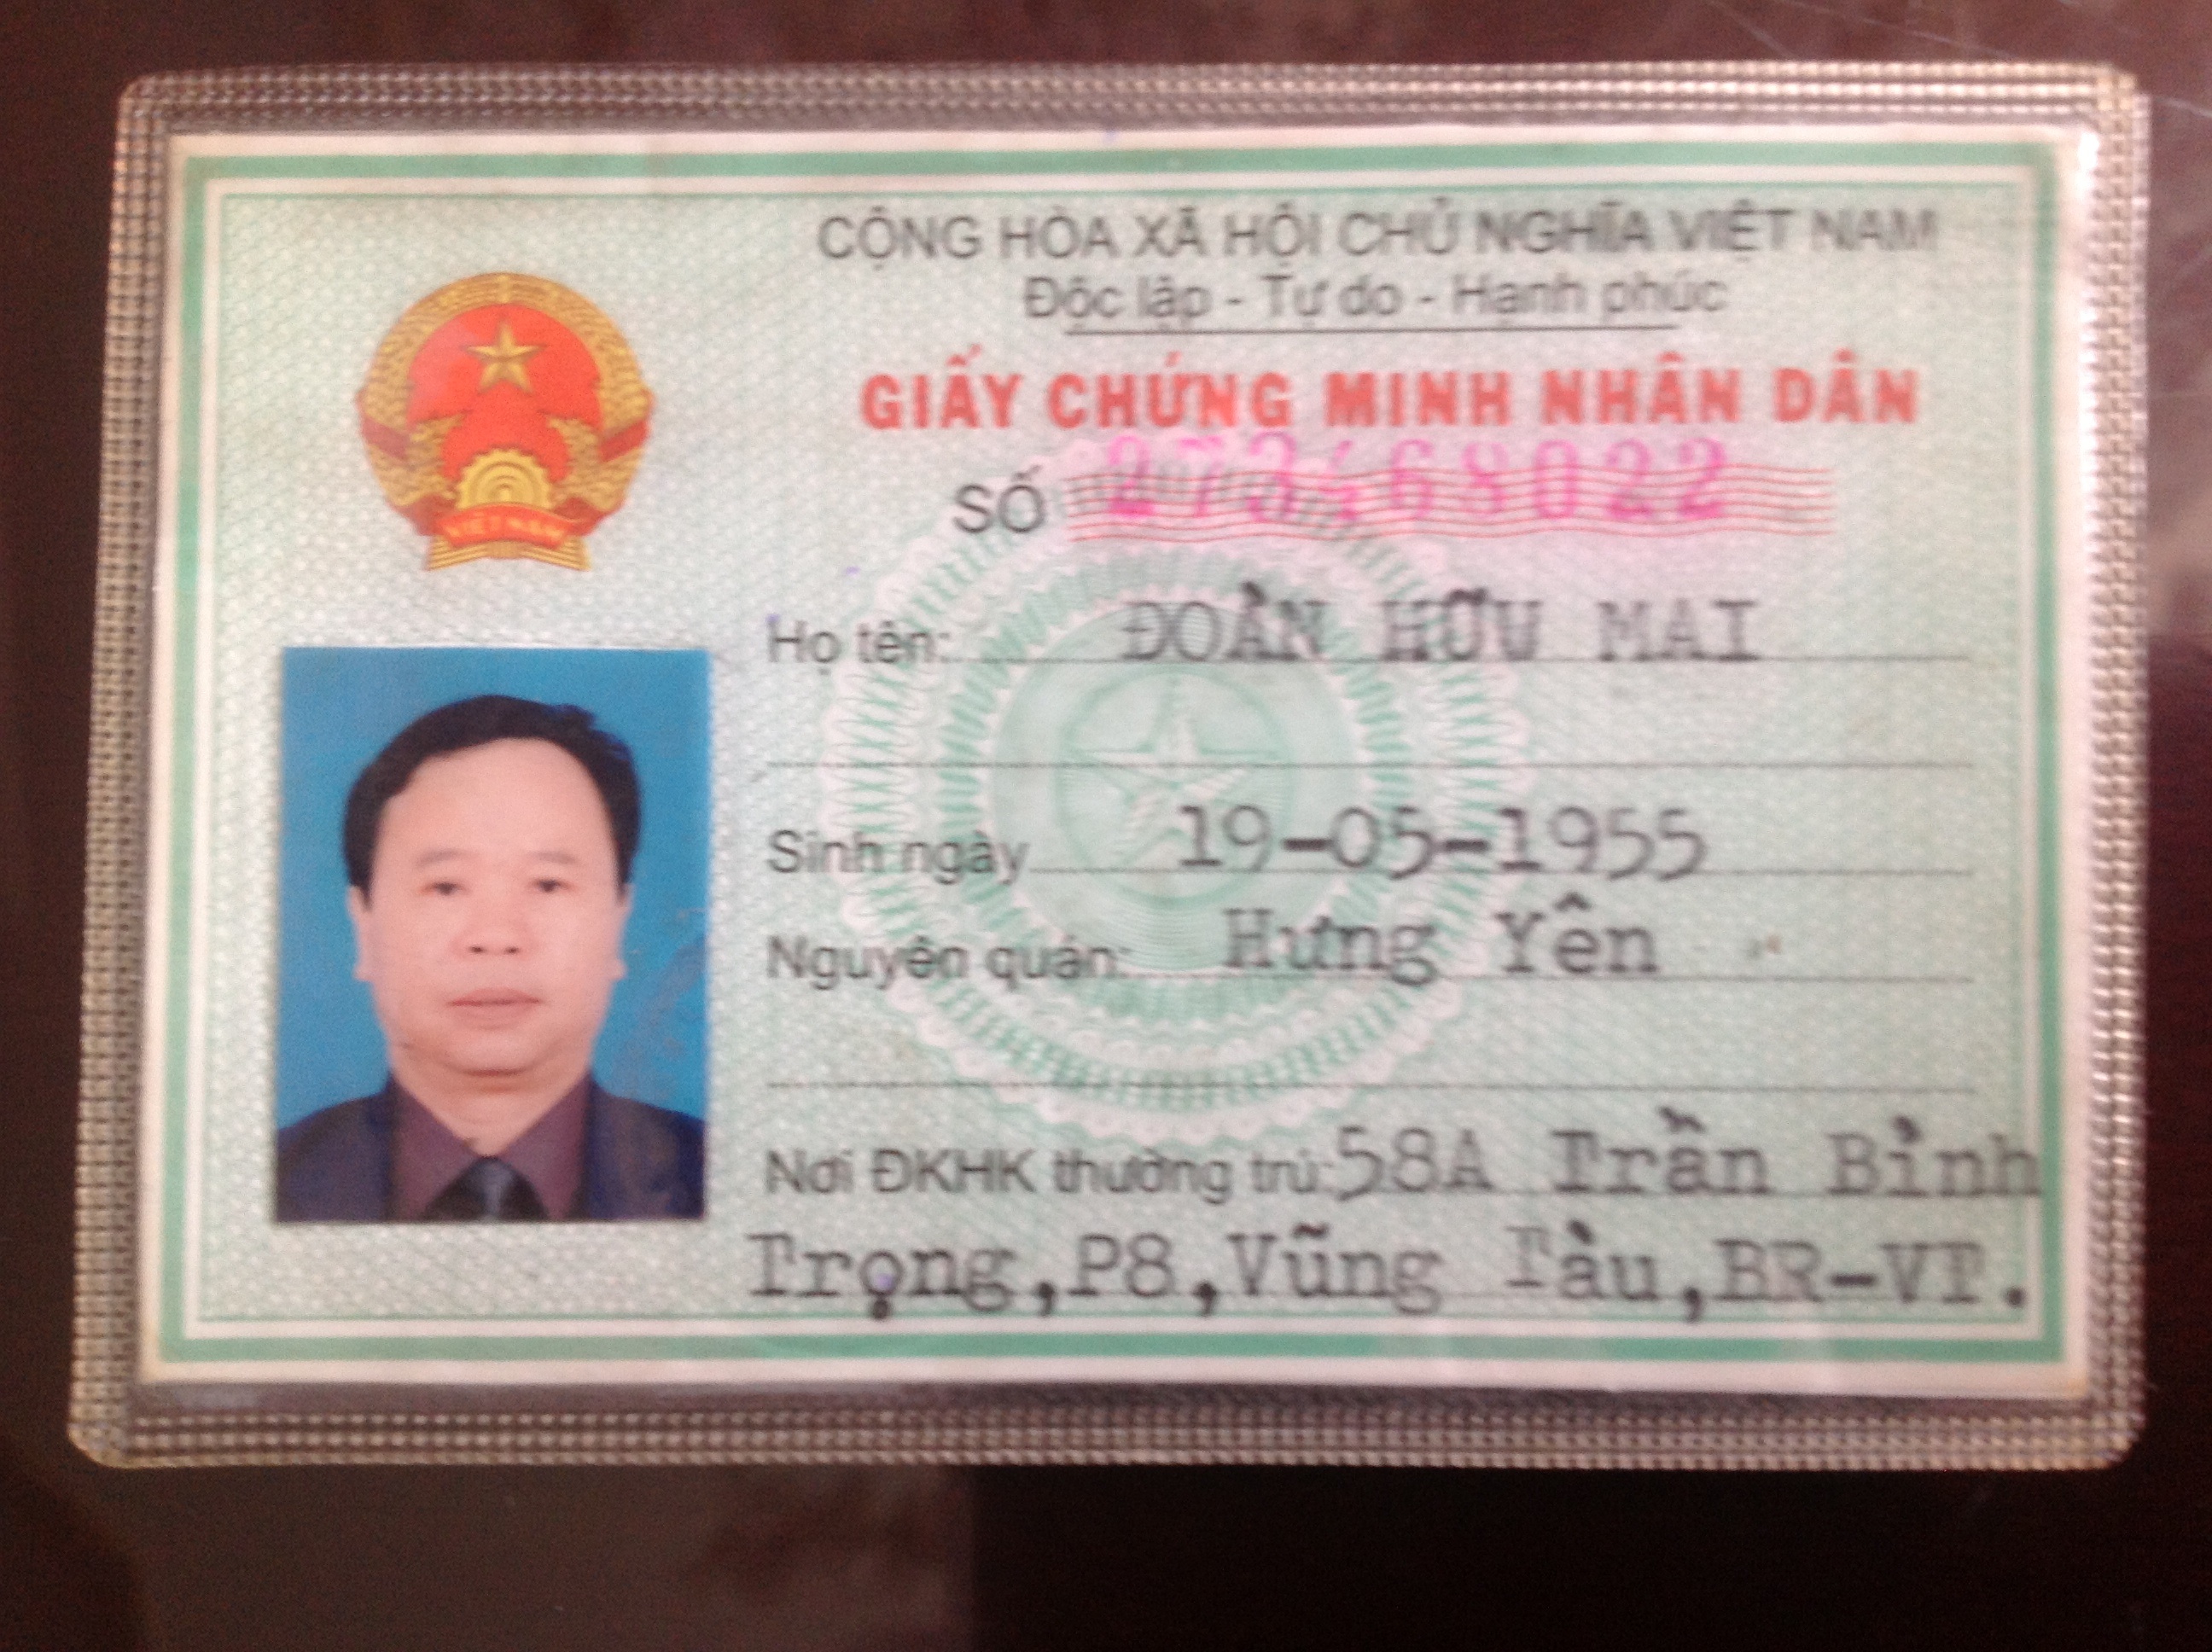 CỘNG HÒA XÃ HỘI CHỦ NGHĨA VIỆT NAM
Độc lập - Tự do - Hạnh phúc
GIẤY CHỨNG MINH NHÂN DÂN
SỐ 273468022
VIỆT NAM
Họ tên: ĐOÀN HỮU MAI
Sinh ngày 19-05-1955
Nguyên quán: Hưng Yên
Nơi ĐKHK thường trú: 58A Trần Bình
Trọng,P8,Vũng Tàu,BR-VT.